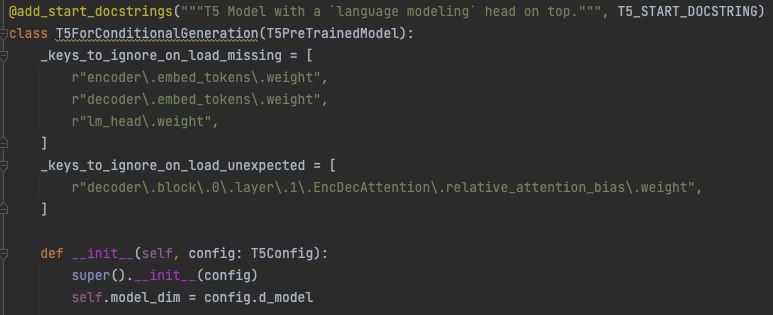 @add_start_docstrings("""T5 Model with a `language modeling` head on top.""", T5_START_DOCSTRING)
class T5ForConditionalGeneration(T5PreTrainedModel):
    _keys_to_ignore_on_load_missing = [
        r"encoder\.embed_tokens\.weight",
        r"decoder\.embed_tokens\.weight",
        r"lm_head\.weight",
    ]
    _keys_to_ignore_on_load_unexpected = [
        r"decoder\.block\.0\.layer\.1\.EncDecAttention\.relative_attention_bias\.weight",
    ]
    def __init__(self, config: T5Config):
        super().__init__(config)
        self.model_dim = config.d_model